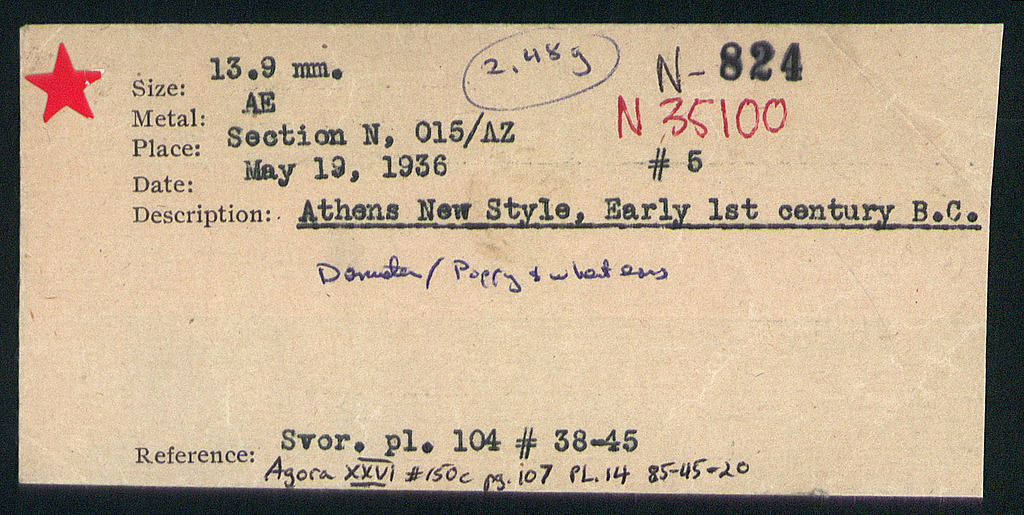 2.48g
N-824
Size: 13.9 mm.
N 35100
Metal: AE
Place: Section N, O15/AZ
# 5
Date: May 19, 1936
Description: Athens New Style, Early 1st century B.C.
Demeter / Poppy & wheat ears
Reference: Svor. pl. 104 # 38-45
Agora XXVI #150c pg. 107 PL. 14 85-45-20